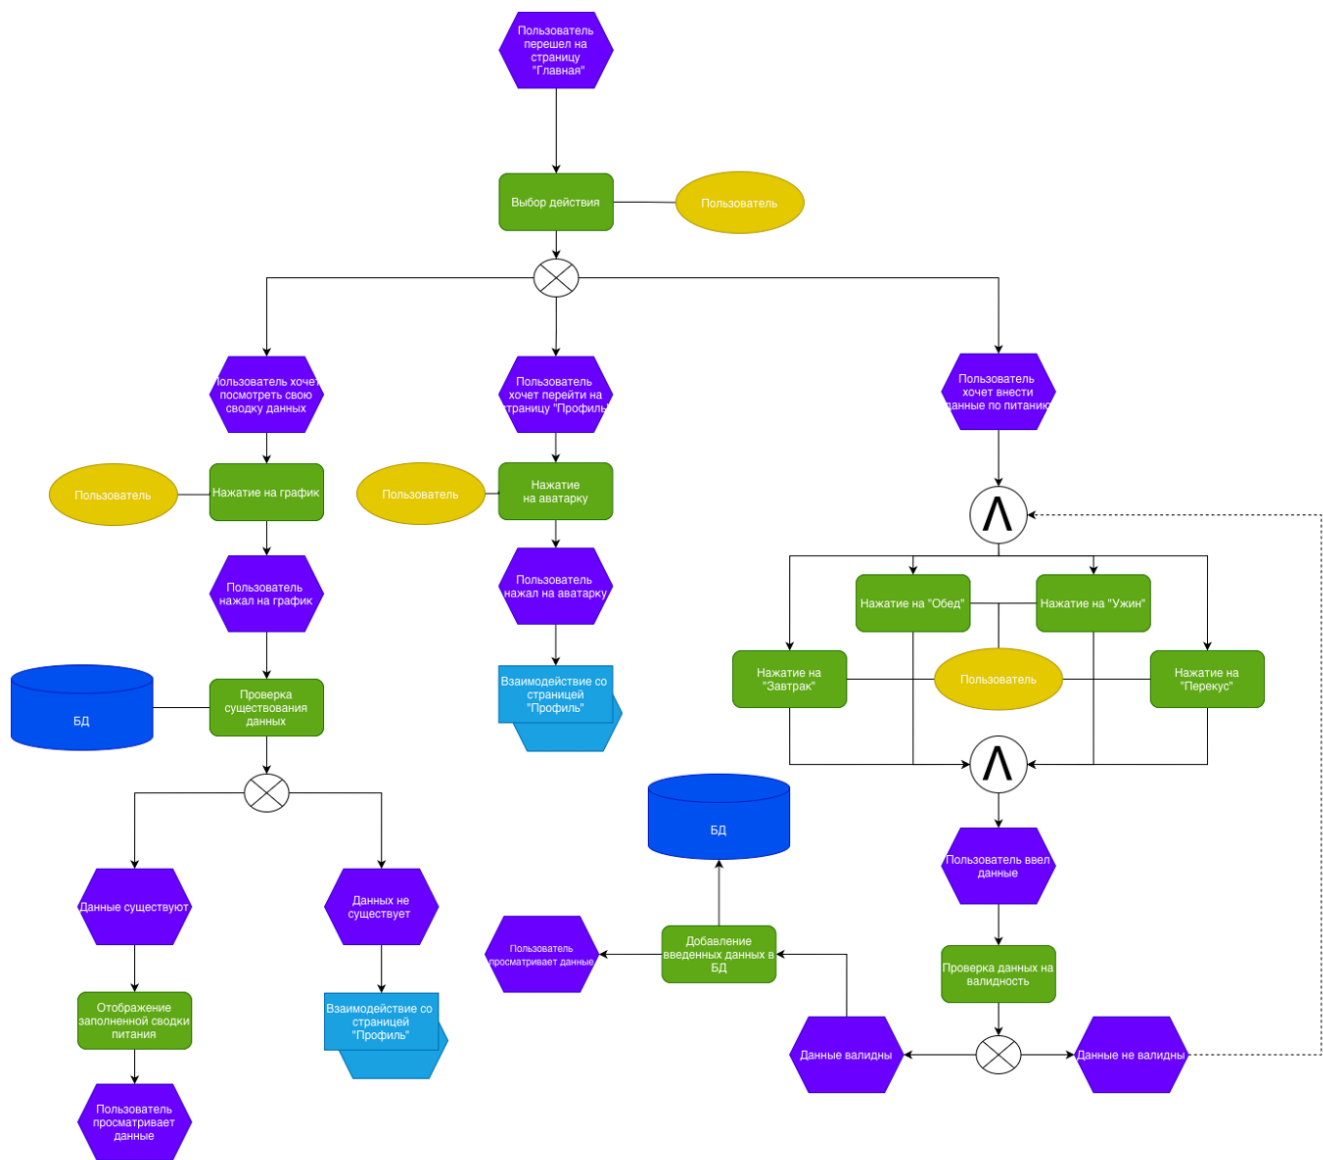 Пользователь
перешел на
страницу
"Главная"
Выбор действия
Пользователь
Пользователь хочет
посмотреть свою
сводку данных
Пользователь
хочет перейти на
страницу "Профиль"
Пользователь
хочет внести
данные по питанию
Пользователь
Нажатие на график
Пользователь
Нажатие
на аватарку
Λ
Пользователь
нажал на график
Пользователь
нажал на аватарку
Нажатие на "Обед"
Нажатие на "Ужин"
Нажатие на
"Завтрак"
Пользователь
Нажатие на
"Перекус"
БД
Проверка
существования
данных
Взаимодействие со
страницей
"Профиль"
Λ
БД
Пользователь ввел
данные
Данные существуют
Данных не
существует
Пользователь
просматривает данные
Добавление
введенных данных в
БД
Проверка данных на
валидность
Отображение
заполненной сводки
питания
Взаимодействие со
страницей
"Профиль"
Данные валидны
Данные не валидны
Пользователь
просматривает
данные